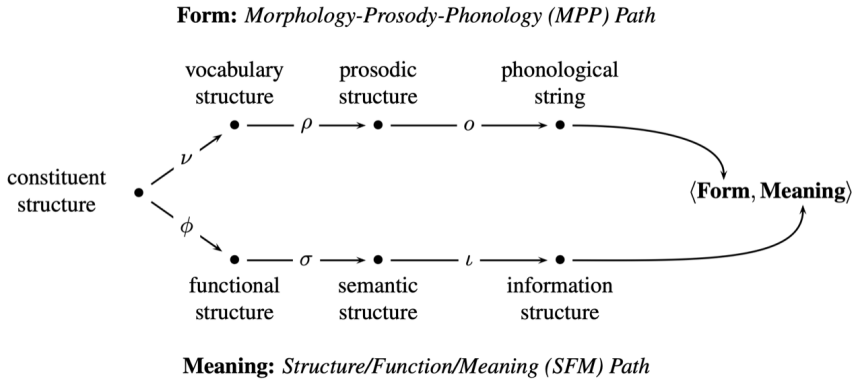 Form: Morphology-Prosody-Phonology (MPP) Path
vocabulary
structure
prosodic
structure
phonological
string
ρ
o
ν
constituent
structure
⟨Form, Meaning⟩
ϕ
σ
ι
functional
structure
semantic
structure
information
structure
Meaning: Structure/Function/Meaning (SFM) Path